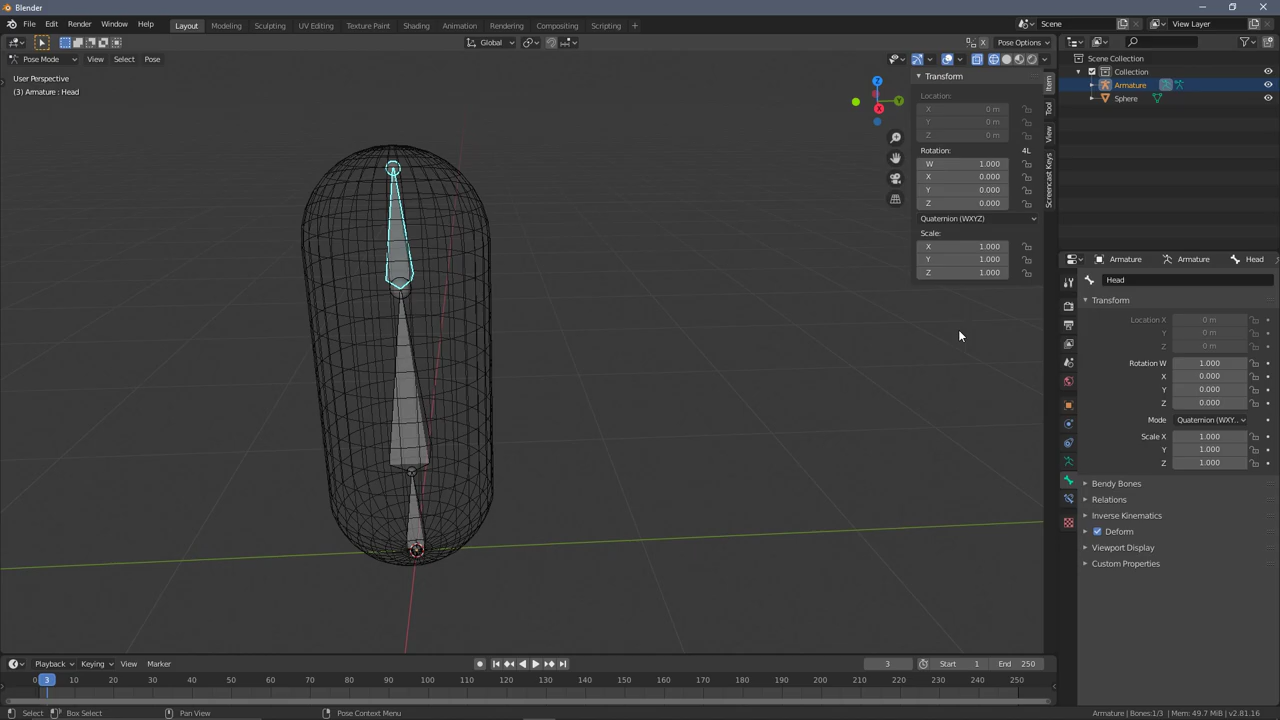 Blender
File Edit Render Window Help Layout Modeling Sculpting UV Editing Texture Paint Shading Animation Rendering Compositing Scripting + Scene View Layer
Global Pose Options
Pose Mode View Select Pose
User Perspective
(3) Armature : Head
Z
Y
X
Transform
Location:
X 0 m
Y 0 m
Z 0 m
Rotation: 4L
W 1.000
X 0.000
Y 0.000
Z 0.000
Quaternion (WXYZ)
Scale:
X 1.000
Y 1.000
Z 1.000
Item
Tool
View
Screencast Keys
Scene Collection
Collection
Armature
Sphere
Armature Armature Head
Head
Transform
Location X 0 m
Y 0 m
Z 0 m
Rotation W 1.000
X 0.000
Y 0.000
Z 0.000
Mode Quaternion (WXY..
Scale X 1.000
Y 1.000
Z 1.000
Bendy Bones
Relations
Inverse Kinematics
Deform
Viewport Display
Custom Properties
Playback Keying View Marker 3 Start 1 End 250
0 3 10 20 30 40 50 60 70 80 90 100 110 120 130 140 150 160 170 180 190 200 210 220 230 240 250
Select Box Select Pan View Pose Context Menu Armature | Bones:1/3 | Mem: 49.7 MiB | v2.81.16